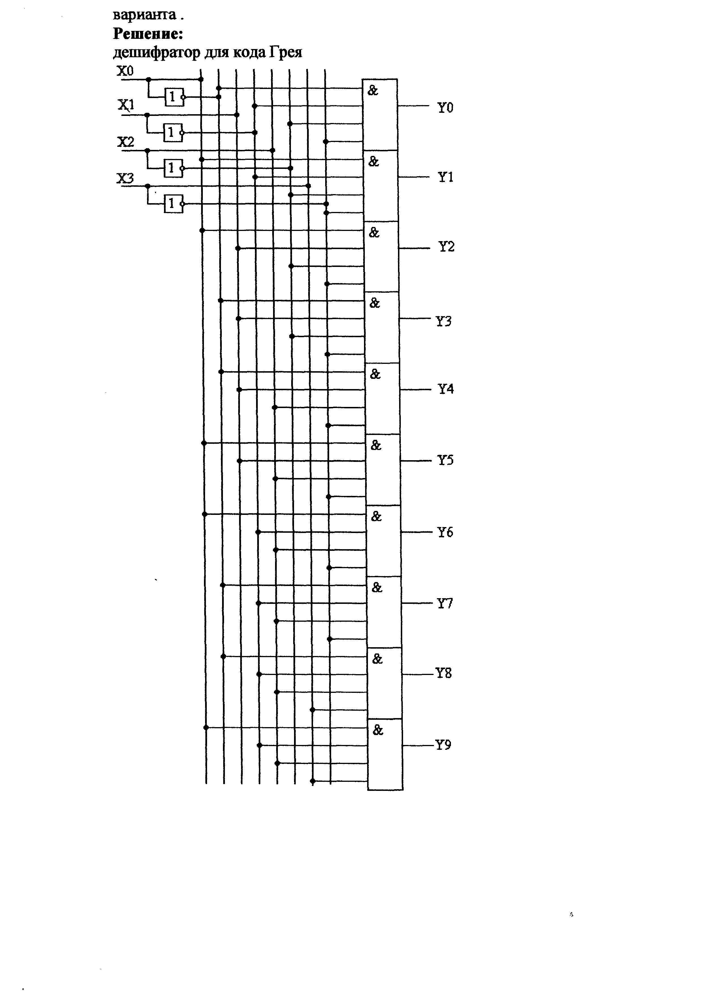 варианта .
Решение:
дешифратор для кода Грея
X0
&
1
Y0
X1
1
X2
&
1
Y1
X3
1
&
Y2
&
Y3
&
Y4
&
Y5
&
Y6
&
Y7
&
Y8
&
Y9